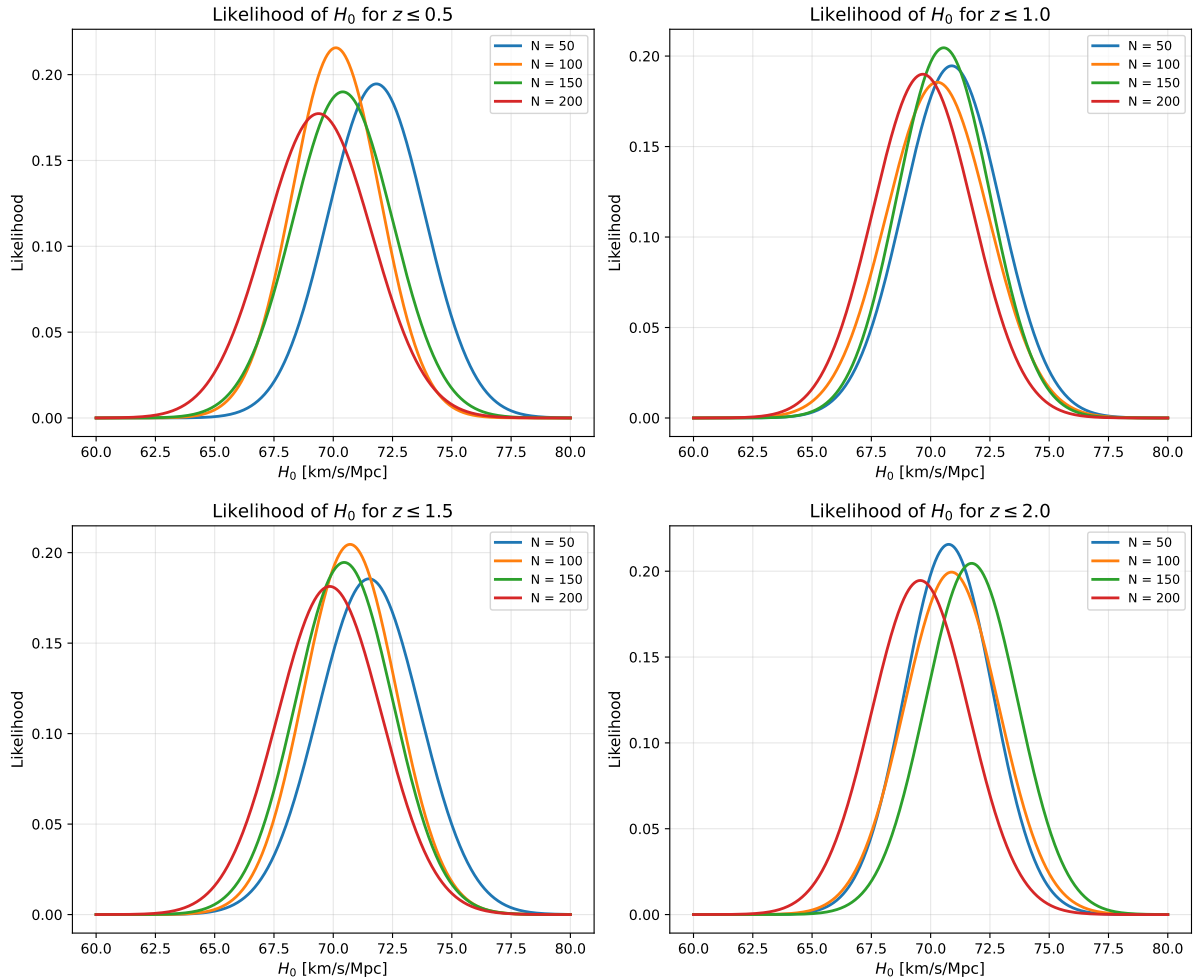 Likelihood of H₀ for z ≤ 0.5
N = 50
N = 100
N = 150
N = 200
Likelihood
0.20
0.15
0.10
0.05
0.00
60.0 62.5 65.0 67.5 70.0 72.5 75.0 77.5 80.0
H₀ [km/s/Mpc]
Likelihood of H₀ for z ≤ 1.0
N = 50
N = 100
N = 150
N = 200
Likelihood
0.20
0.15
0.10
0.05
0.00
60.0 62.5 65.0 67.5 70.0 72.5 75.0 77.5 80.0
H₀ [km/s/Mpc]
Likelihood of H₀ for z ≤ 1.5
N = 50
N = 100
N = 150
N = 200
Likelihood
0.20
0.15
0.10
0.05
0.00
60.0 62.5 65.0 67.5 70.0 72.5 75.0 77.5 80.0
H₀ [km/s/Mpc]
Likelihood of H₀ for z ≤ 2.0
N = 50
N = 100
N = 150
N = 200
Likelihood
0.20
0.15
0.10
0.05
0.00
60.0 62.5 65.0 67.5 70.0 72.5 75.0 77.5 80.0
H₀ [km/s/Mpc]